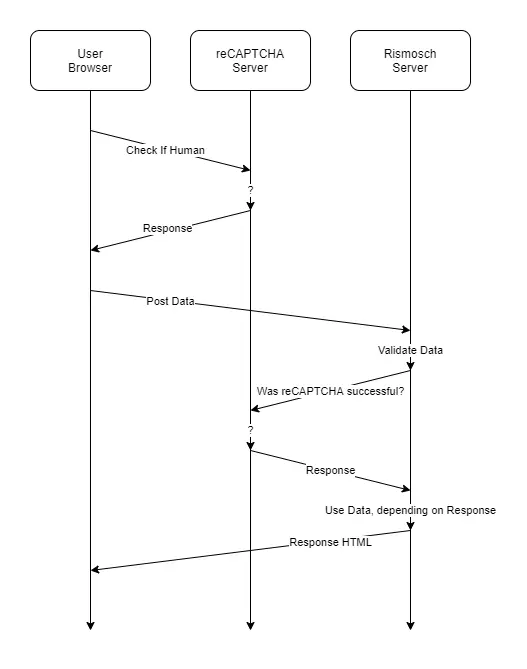 User
Browser
reCAPTCHA
Server
Rismosch
Server
Check If Human
?
Response
Post Data
Validate Data
Was reCAPTCHA successful?
?
Response
Use Data, depending on Response
Response HTML